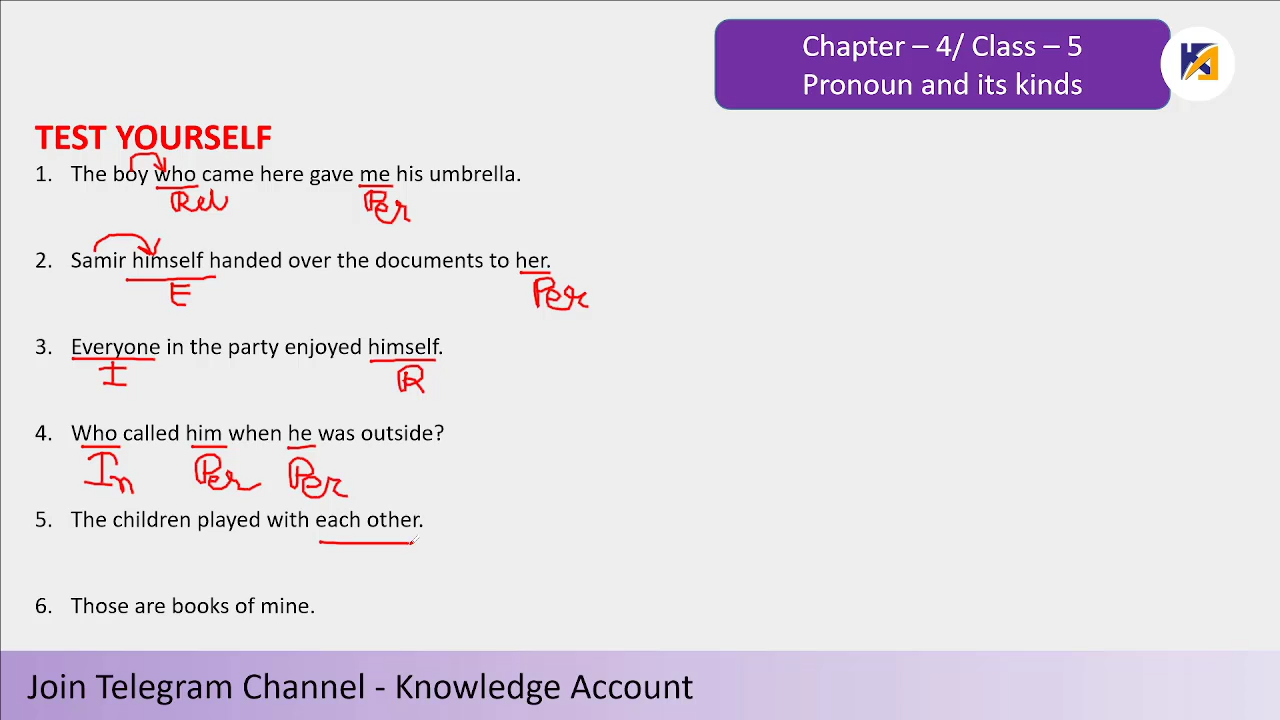 Chapter – 4/ Class – 5
Pronoun and its kinds
TEST YOURSELF
1. The boy who came here gave me his umbrella.
Rel Per
2. Samir himself handed over the documents to her.
E Per
3. Everyone in the party enjoyed himself.
I R
4. Who called him when he was outside?
In Per Per
5. The children played with each other.
6. Those are books of mine.
Join Telegram Channel - Knowledge Account